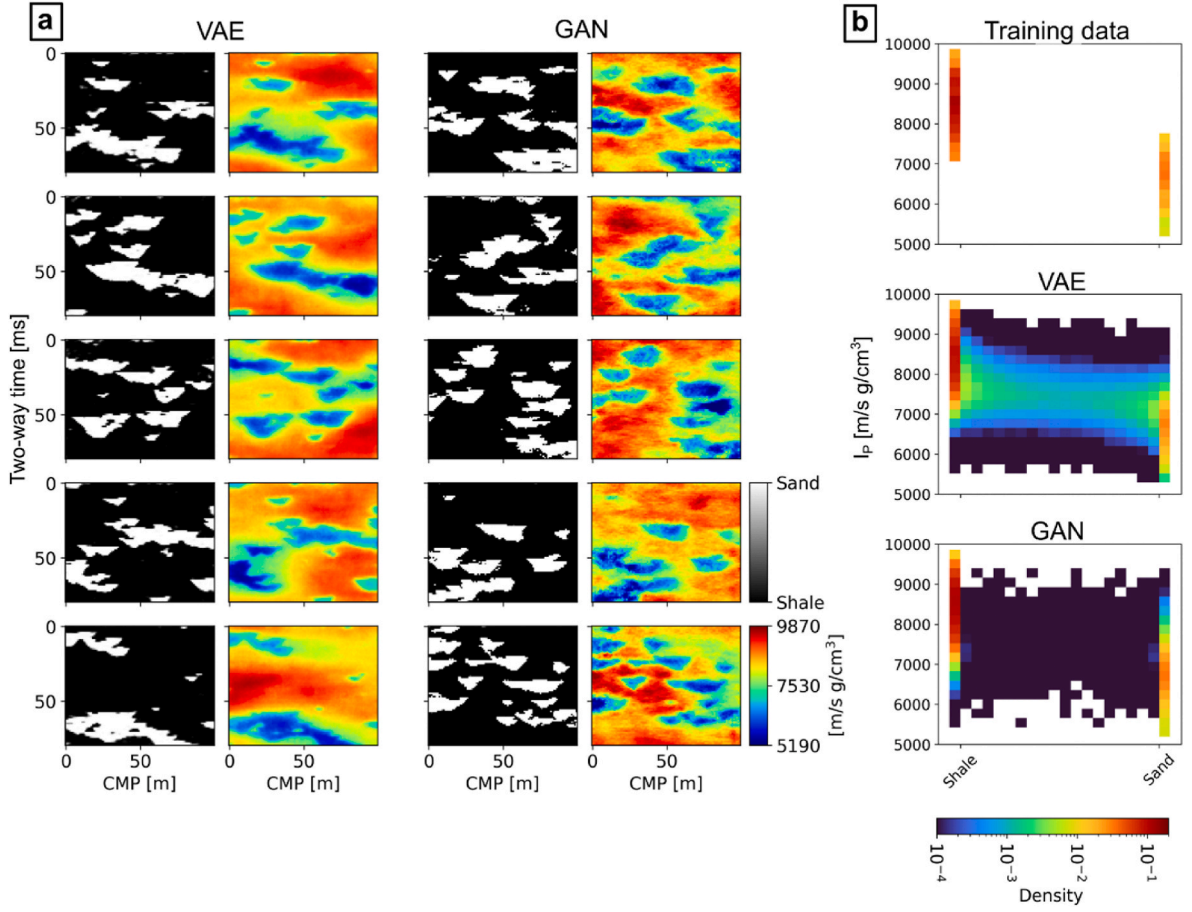 a
VAE
GAN
0
50
0
50
0
50
0
50
0
50
Two-way time [ms]
0
50
CMP [m]
0
50
CMP [m]
0
50
CMP [m]
0
50
CMP [m]
Sand
Shale
9870
7530
5190
[m/s g/cm³]
b
Training data
10000
9000
8000
7000
6000
5000
VAE
10000
9000
8000
7000
6000
5000
I_P [m/s g/cm³]
GAN
10000
9000
8000
7000
6000
5000
Shale
Sand
10⁻⁴
10⁻³
10⁻²
10⁻¹
Density